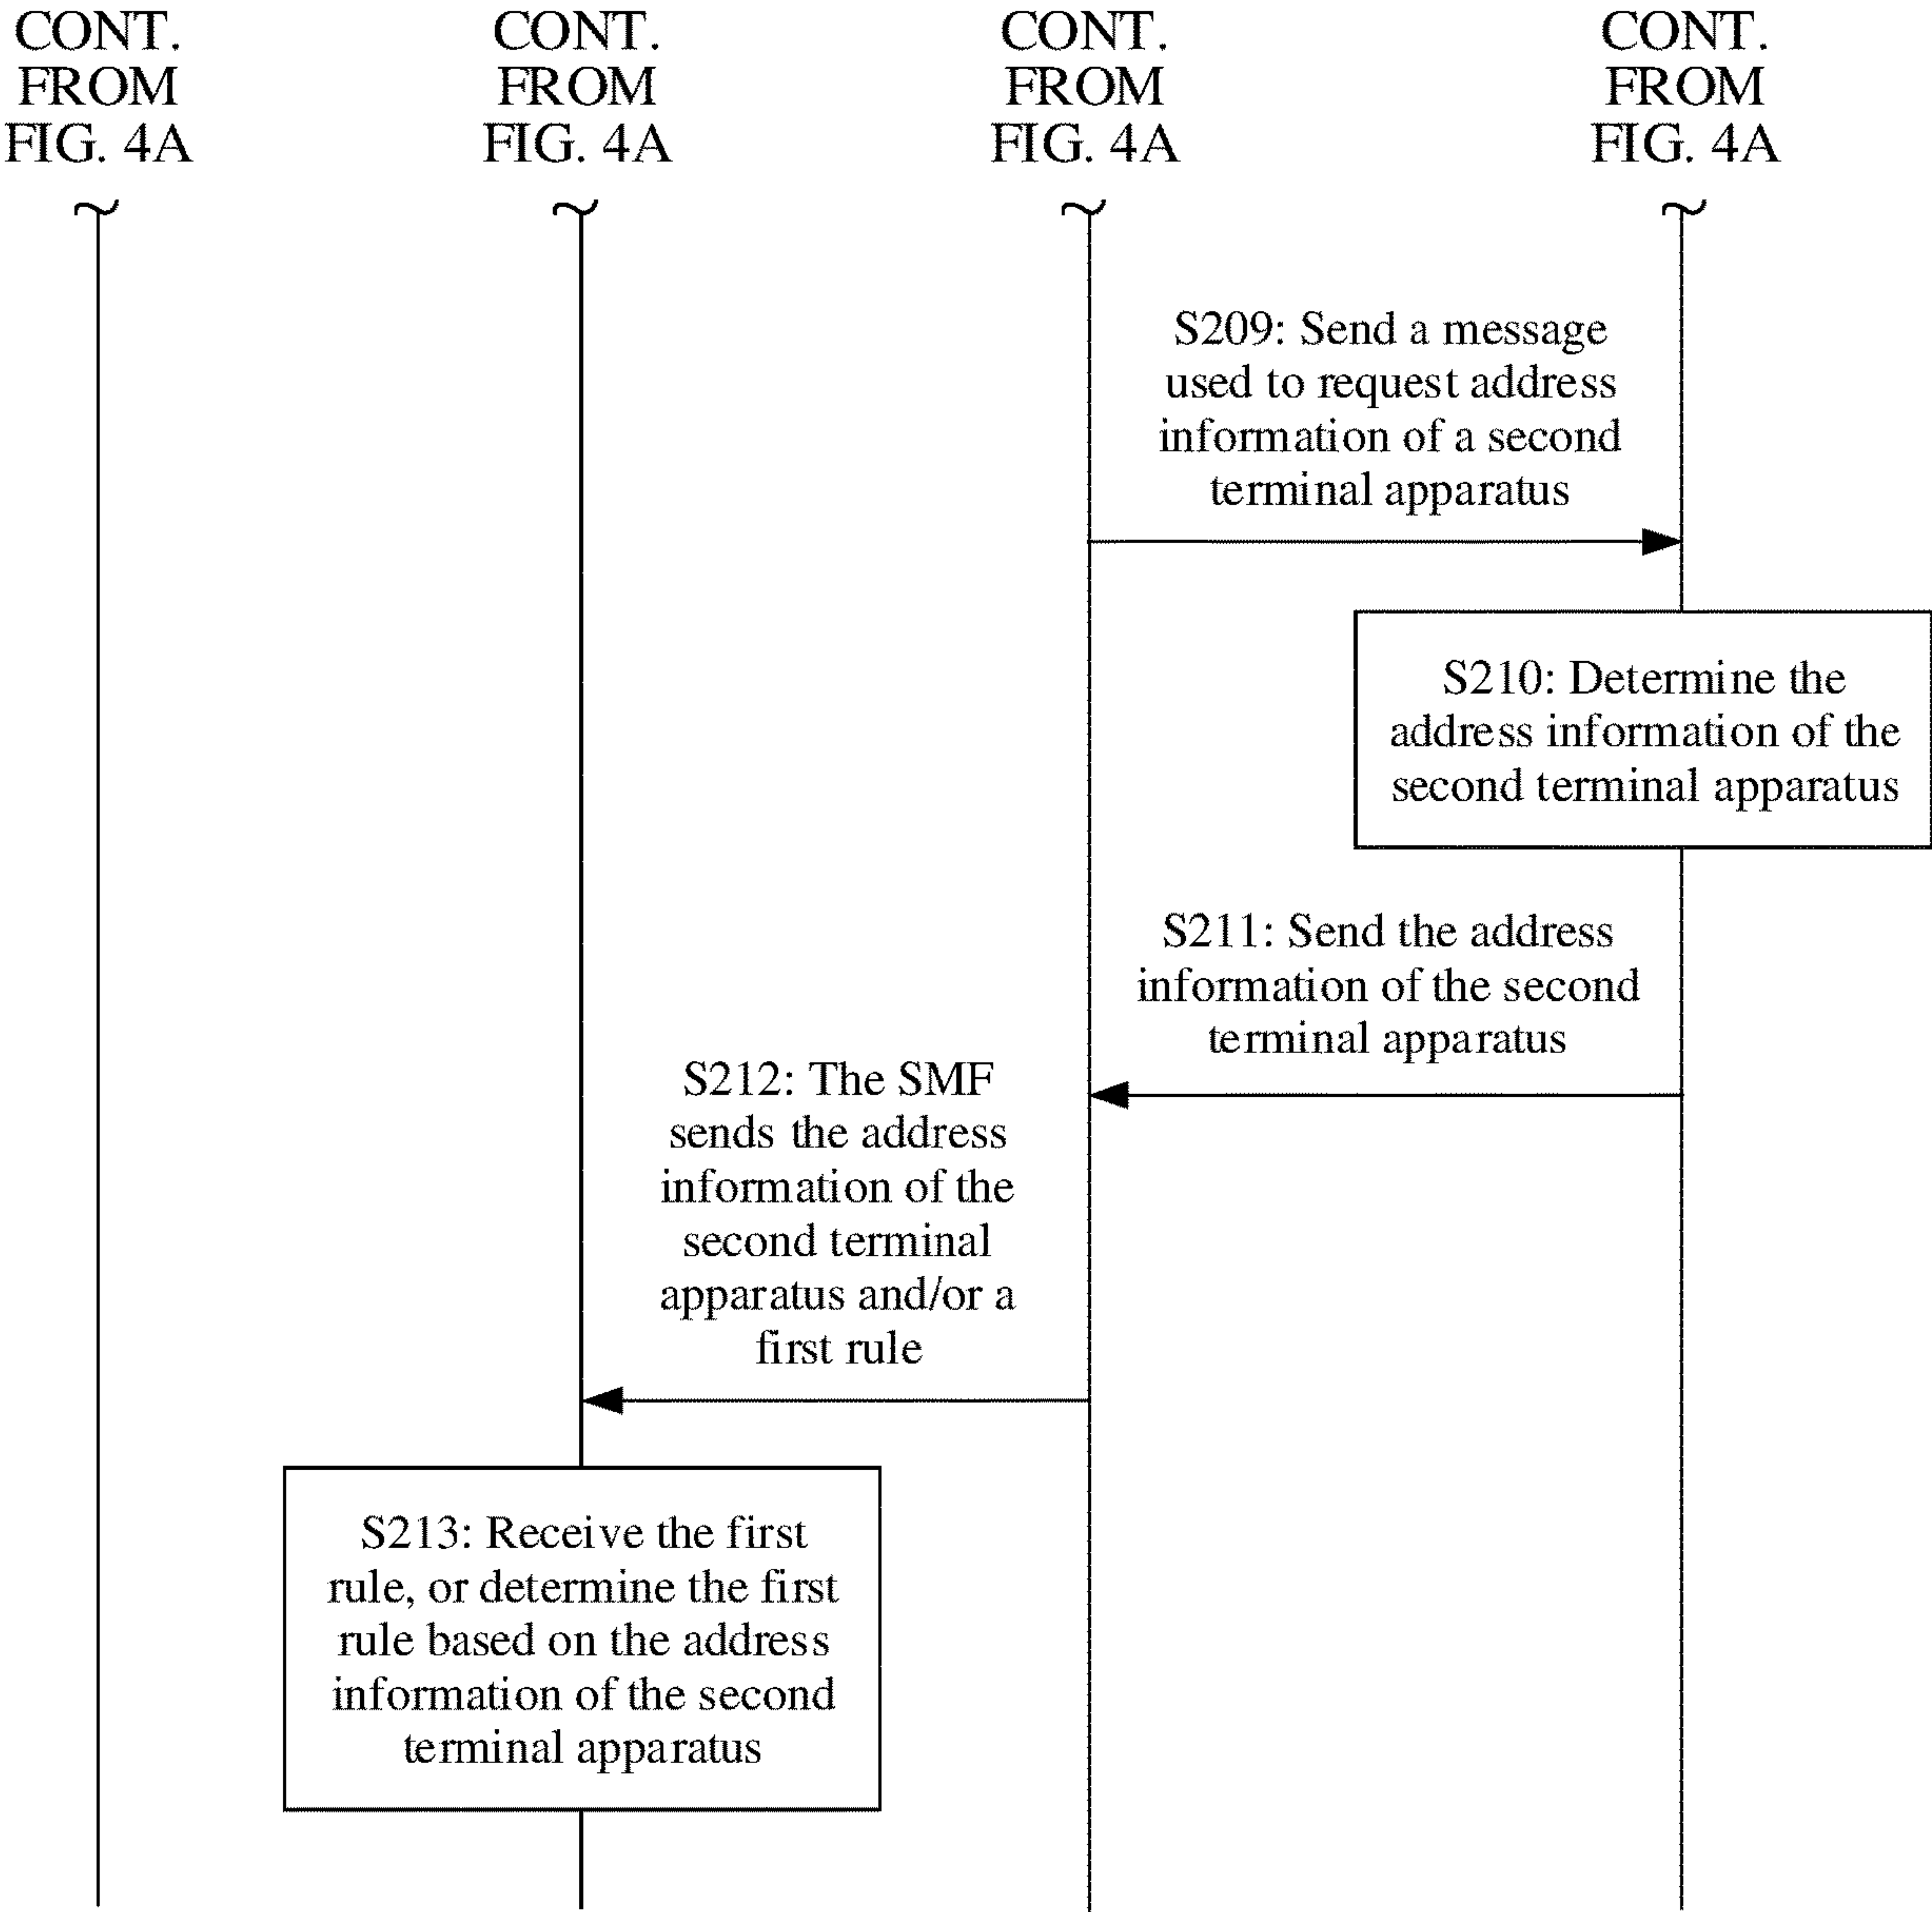 CONT.
FROM
FIG. 4A
CONT.
FROM
FIG. 4A
CONT.
FROM
FIG. 4A
CONT.
FROM
FIG. 4A
S209: Send a message
used to request address
information of a second
terminal apparatus
S210: Determine the
address information of the
second terminal apparatus
S211: Send the address
information of the second
terminal apparatus
S212: The SMF
sends the address
information of the
second terminal
apparatus and/or a
first rule
S213: Receive the first
rule, or determine the first
rule based on the address
information of the second
terminal apparatus